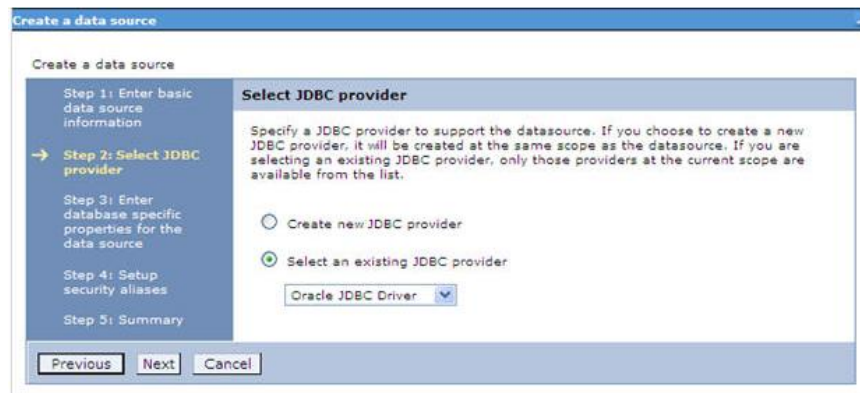 Create a data source
Create a data source
Step 1: Enter basic
data source
information
Step 2: Select JDBC
provider
Step 3: Enter
database specific
properties for the
data source
Step 4: Setup
security aliases
Step 5: Summary
Select JDBC provider
Specify a JDBC provider to support the datasource. If you choose to create a new
JDBC provider, it will be created at the same scope as the datasource. If you are
selecting an existing JDBC provider, only those providers at the current scope are
available from the list.
Create new JDBC provider
Select an existing JDBC provider
Oracle JDBC Driver
Previous Next Cancel